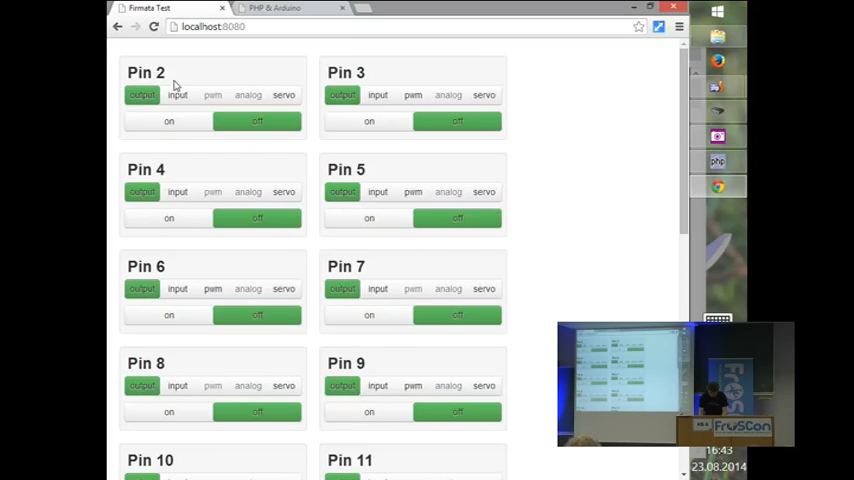 Firmata Test
PHP & Arduino
localhost:8080
Pin 2
output input pwm analog servo
on off
Pin 3
output input pwm analog servo
on off
Pin 4
output input pwm analog servo
on off
Pin 5
output input pwm analog servo
on off
Pin 6
output input pwm analog servo
on off
Pin 7
output input pwm analog servo
on off
Pin 8
output input pwm analog servo
on off
Pin 9
output input pwm analog servo
on off
Pin 10
Pin 11
php
FrOSCon
16:43
23.08.2014